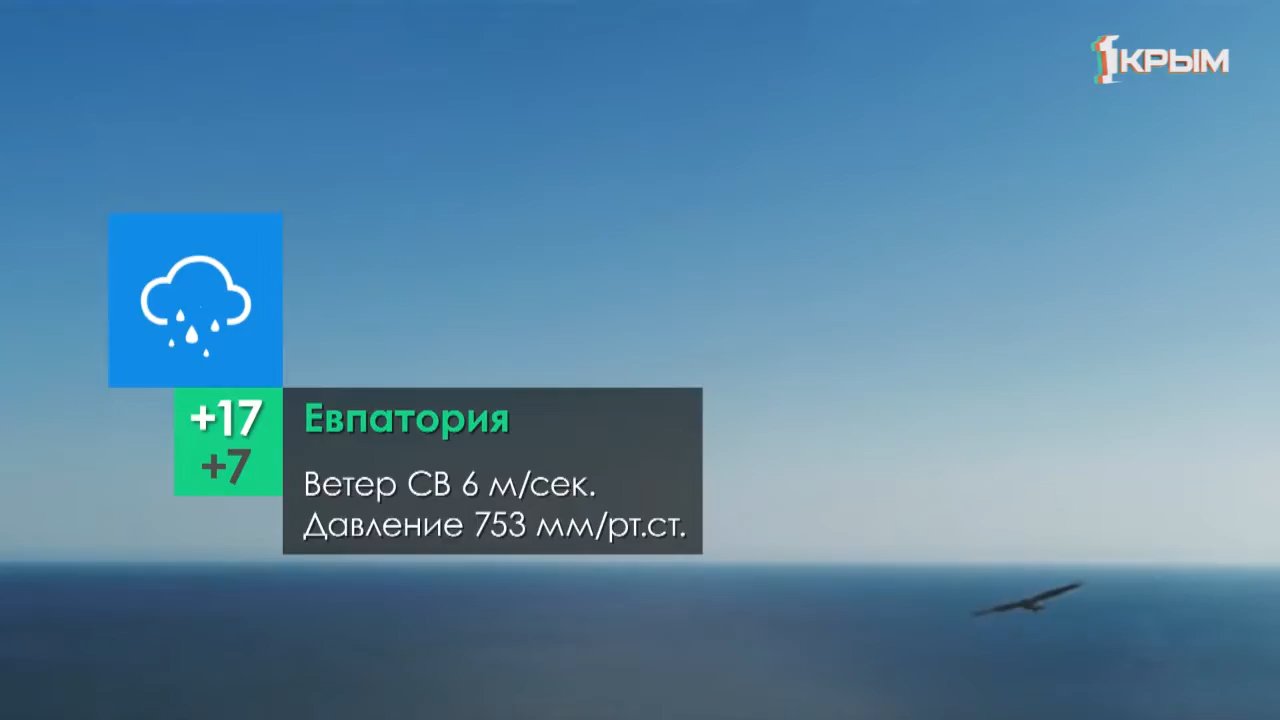 1КРЫМ
+17
+7
Евпатория
Ветер СВ 6 м/сек.
Давление 753 мм/рт.ст.